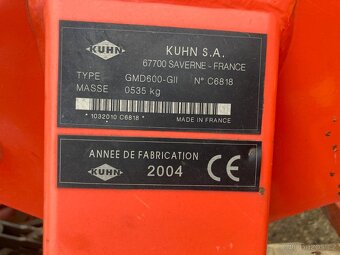 KUHN
KUHN S.A.
67700 SAVERNE - FRANCE
TYPE GMD600-GII N° C6818
MASSE 0535 kg
* 1032010 C6818 * MADE IN FRANCE
KUHN
ANNEE DE FABRICATION
2004 CE